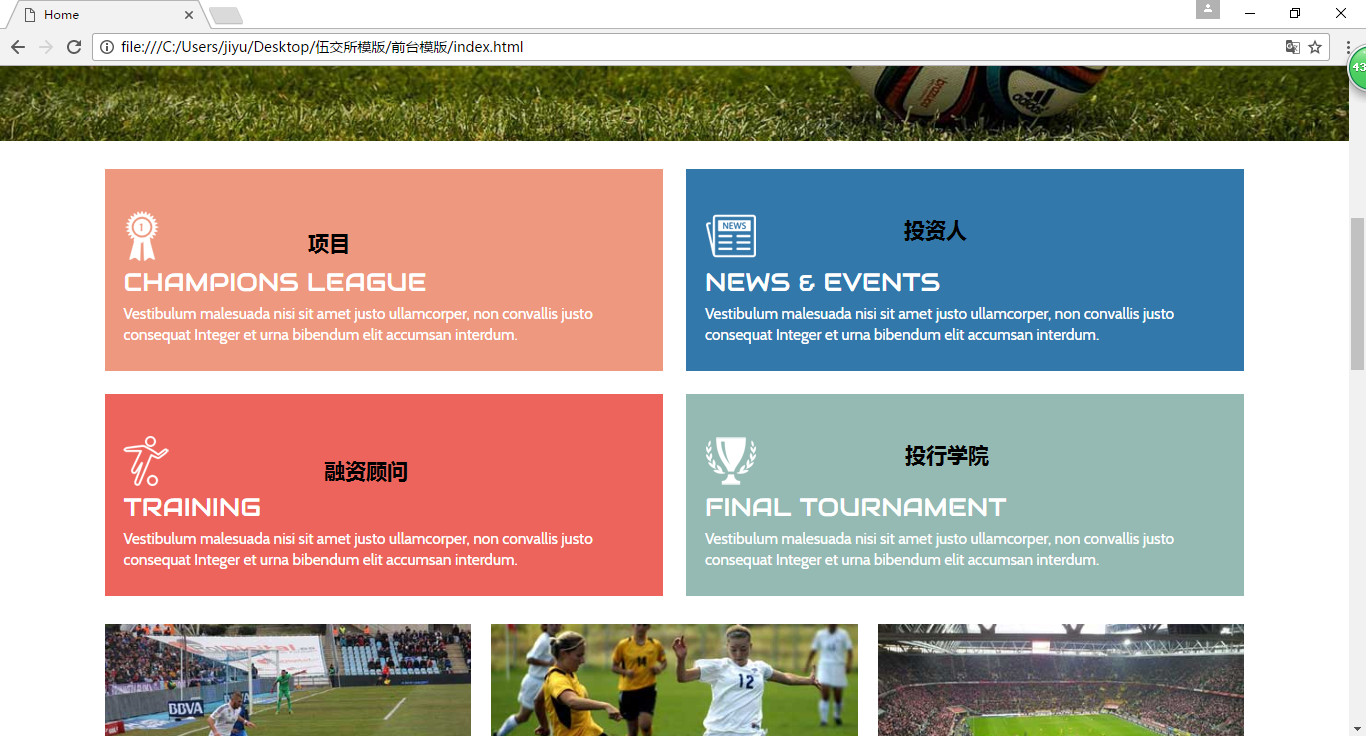 Home
file:///C:/Users/jiyu/Desktop/伍交所模版/前台模版/index.html
43
brazuca
adidas
1
项目
CHAMPIONS LEAGUE
Vestibulum malesuada nisi sit amet justo ullamcorper, non convallis justo
consequat Integer et urna bibendum elit accumsan interdum.
NEWS
投资人
NEWS & EVENTS
Vestibulum malesuada nisi sit amet justo ullamcorper, non convallis justo
consequat Integer et urna bibendum elit accumsan interdum.
融资顾问
TRAINING
Vestibulum malesuada nisi sit amet justo ullamcorper, non convallis justo
consequat Integer et urna bibendum elit accumsan interdum.
投行学院
FINAL TOURNAMENT
Vestibulum malesuada nisi sit amet justo ullamcorper, non convallis justo
consequat Integer et urna bibendum elit accumsan interdum.
BBVA
14
12